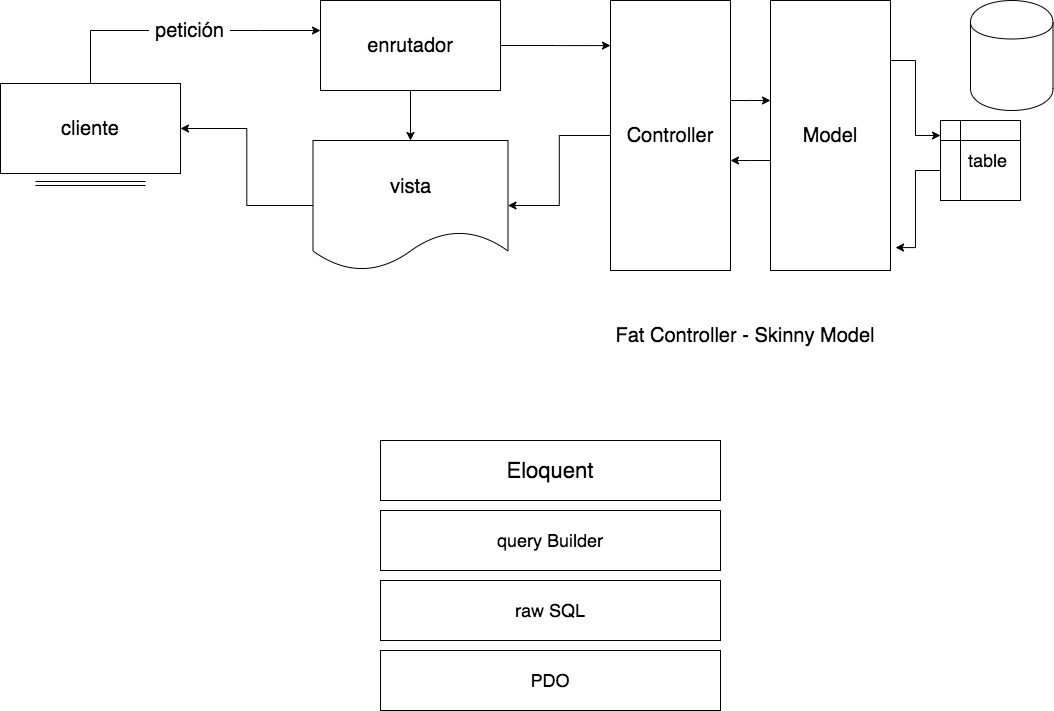 petición
enrutador
cliente
Controller
Model
table
vista
Fat Controller - Skinny Model
Eloquent
query Builder
raw SQL
PDO